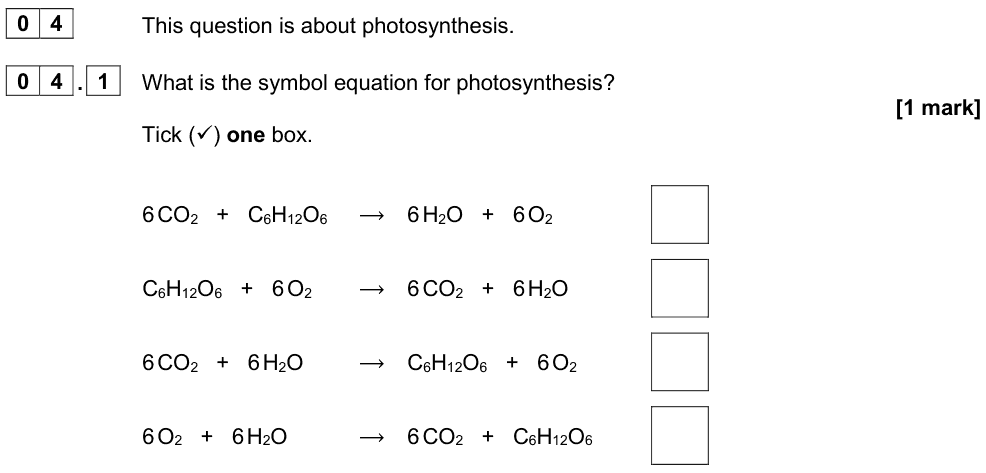 0 4 This question is about photosynthesis.
0 4 . 1 What is the symbol equation for photosynthesis?
[1 mark]
Tick (✓) one box.
6CO₂ + C₆H₁₂O₆ → 6H₂O + 6O₂
C₆H₁₂O₆ + 6O₂ → 6CO₂ + 6H₂O
6CO₂ + 6H₂O → C₆H₁₂O₆ + 6O₂
6O₂ + 6H₂O → 6CO₂ + C₆H₁₂O₆